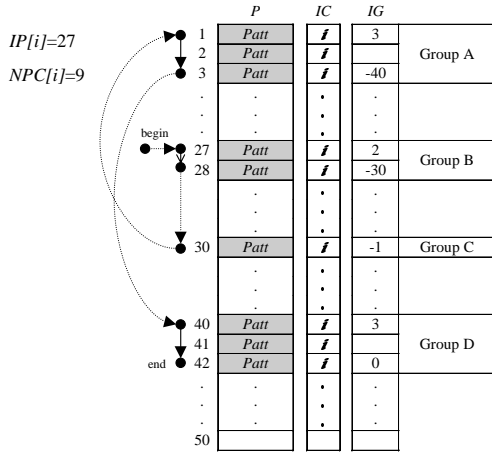 P IC IG
IP[i]=27
NPC[i]=9
1 Patt i 3
2 Patt i
Group A
3 Patt i -40
. . . .
. . . .
. . . .
begin
27 Patt i 2
Group B
28 Patt i -30
. . . .
. . . .
. . . .
30 Patt i -1 Group C
. . . .
. . . .
. . . .
40 Patt i 3
41 Patt i
Group D
end 42 Patt i 0
. . . .
. . . .
. . . .
50